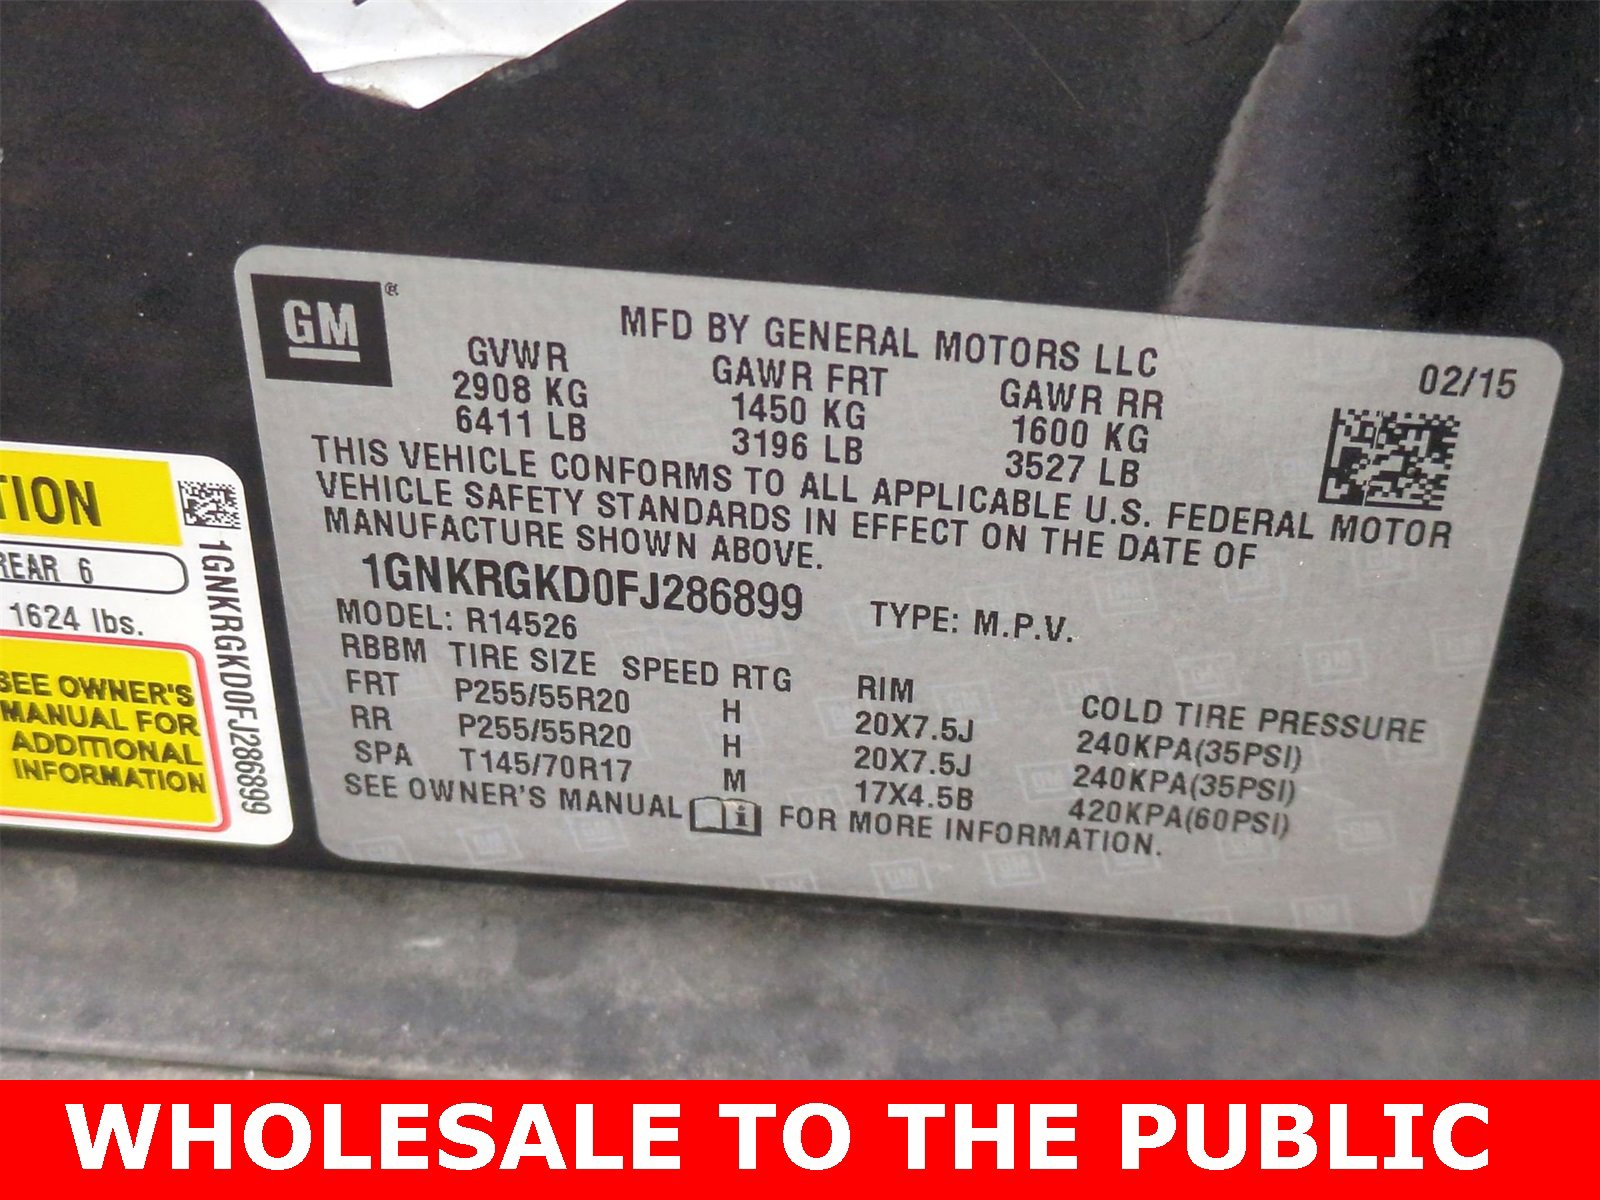 GM®
MFD BY GENERAL MOTORS LLC
02/15
GVWR GAWR FRT GAWR RR
2908 KG 1450 KG 1600 KG
6411 LB 3196 LB 3527 LB
THIS VEHICLE CONFORMS TO ALL APPLICABLE U.S. FEDERAL MOTOR
VEHICLE SAFETY STANDARDS IN EFFECT ON THE DATE OF
MANUFACTURE SHOWN ABOVE.
1GNKRGKD0FJ286899 TYPE: M.P.V.
MODEL: R14526
RBBM TIRE SIZE SPEED RTG RIM COLD TIRE PRESSURE
FRT P255/55R20 H 20X7.5J 240KPA(35PSI)
RR P255/55R20 H 20X7.5J 240KPA(35PSI)
SPA T145/70R17 M 17X4.5B 420KPA(60PSI)
SEE OWNER'S MANUAL FOR MORE INFORMATION.
TION
REAR 6
1624 lbs.
SEE OWNER'S
MANUAL FOR
ADDITIONAL
INFORMATION
1GNKRGKD0FJ286899
WHOLESALE TO THE PUBLIC